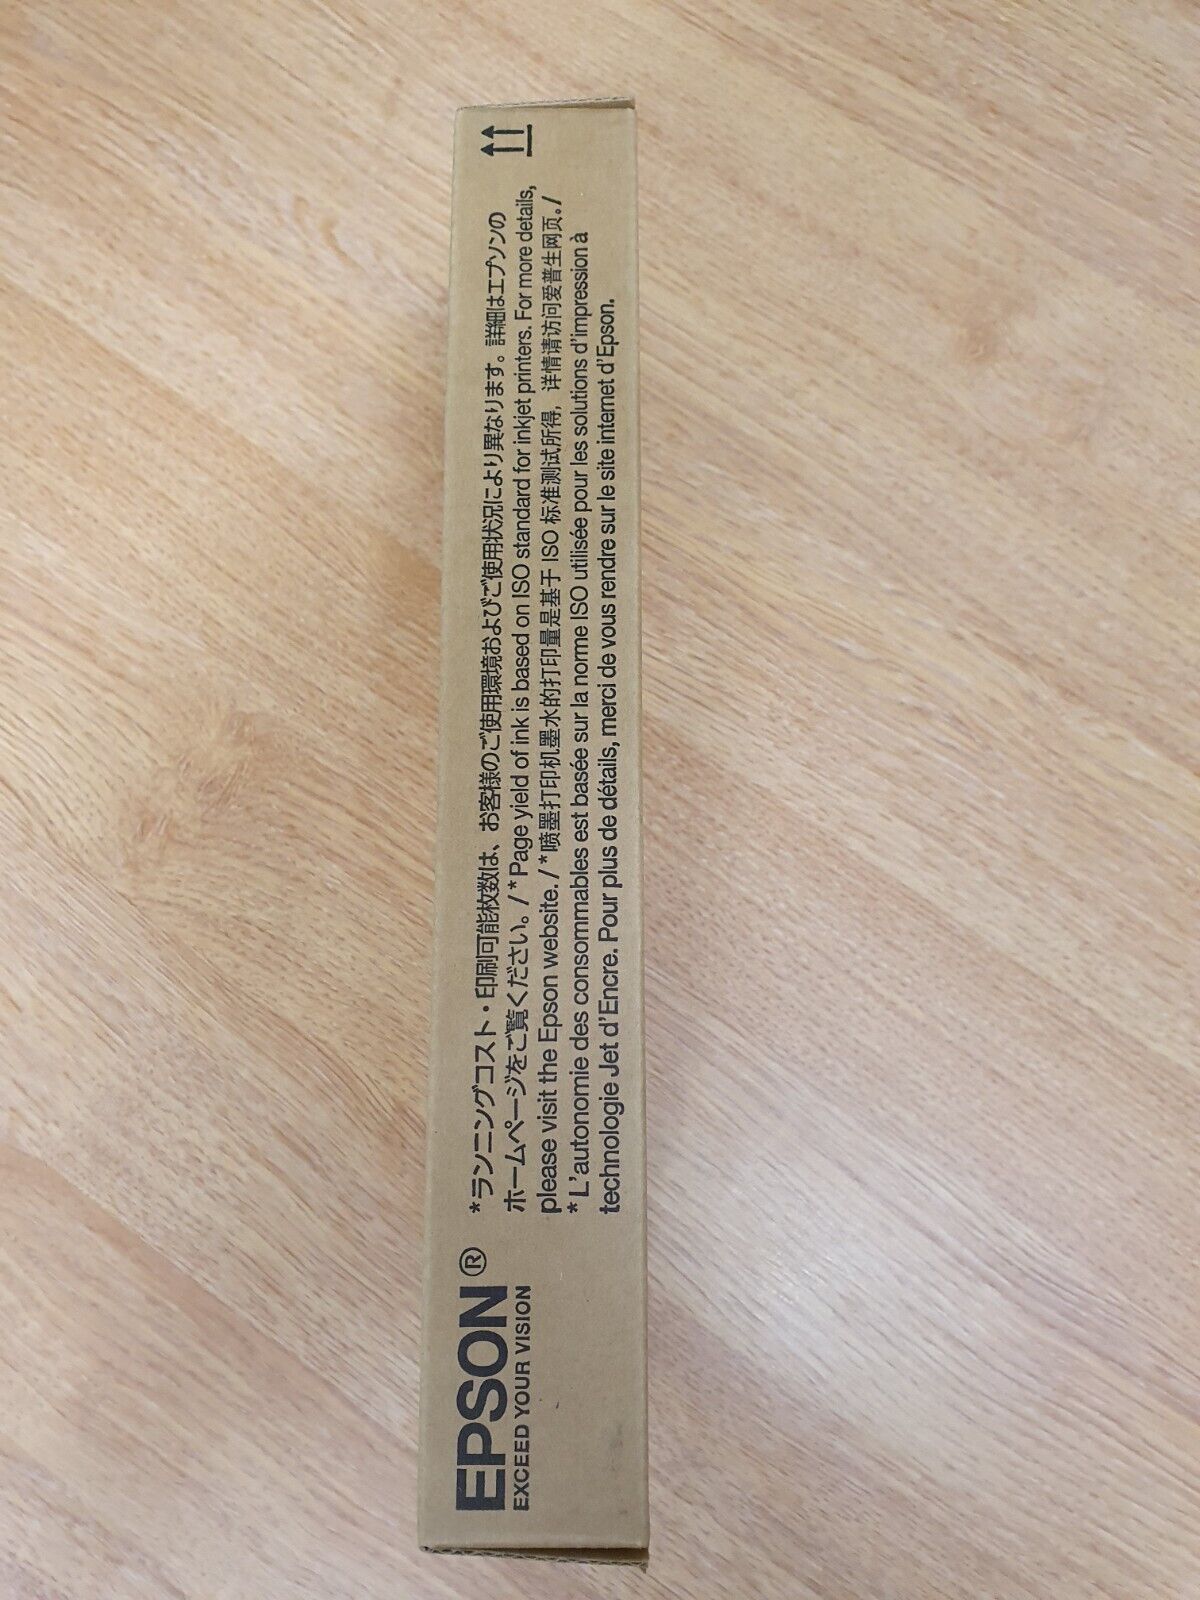 EPSON®
EXCEED YOUR VISION
*ランニングコスト・印刷可能枚数は、お客様のご使用環境およびご使用状況により異なります。詳細はエプソンの
ホームページをご覧ください。/ * Page yield of ink is based on ISO standard for inkjet printers. For more details,
please visit the Epson website. / * 喷墨打印机墨水的打印量是基于 ISO 标准测试所得，详情请访问爱普生网页。/
* L'autonomie des consommables est basée sur la norme ISO utilisée pour les solutions d'impression à
technologie Jet d'Encre. Pour plus de détails, merci de vous rendre sur le site internet d'Epson.